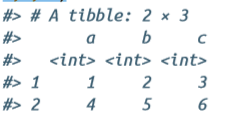 #> # A tibble: 2 × 3
#>       a     b     c
#>   <int> <int> <int>
#> 1     1     2     3
#> 2     4     5     6